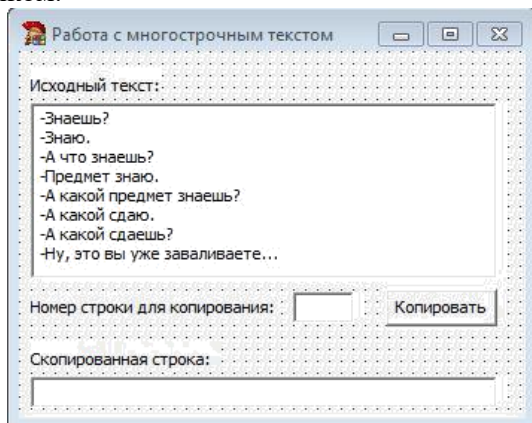 Работа с многострочным текстом
Исходный текст:
-Знаешь?
-Знаю.
-А что знаешь?
-Предмет знаю.
-А какой предмет знаешь?
-А какой сдаю.
-А какой сдаешь?
-Ну, это вы уже заваливаете...
Номер строки для копирования:
Копировать
Скопированная строка: